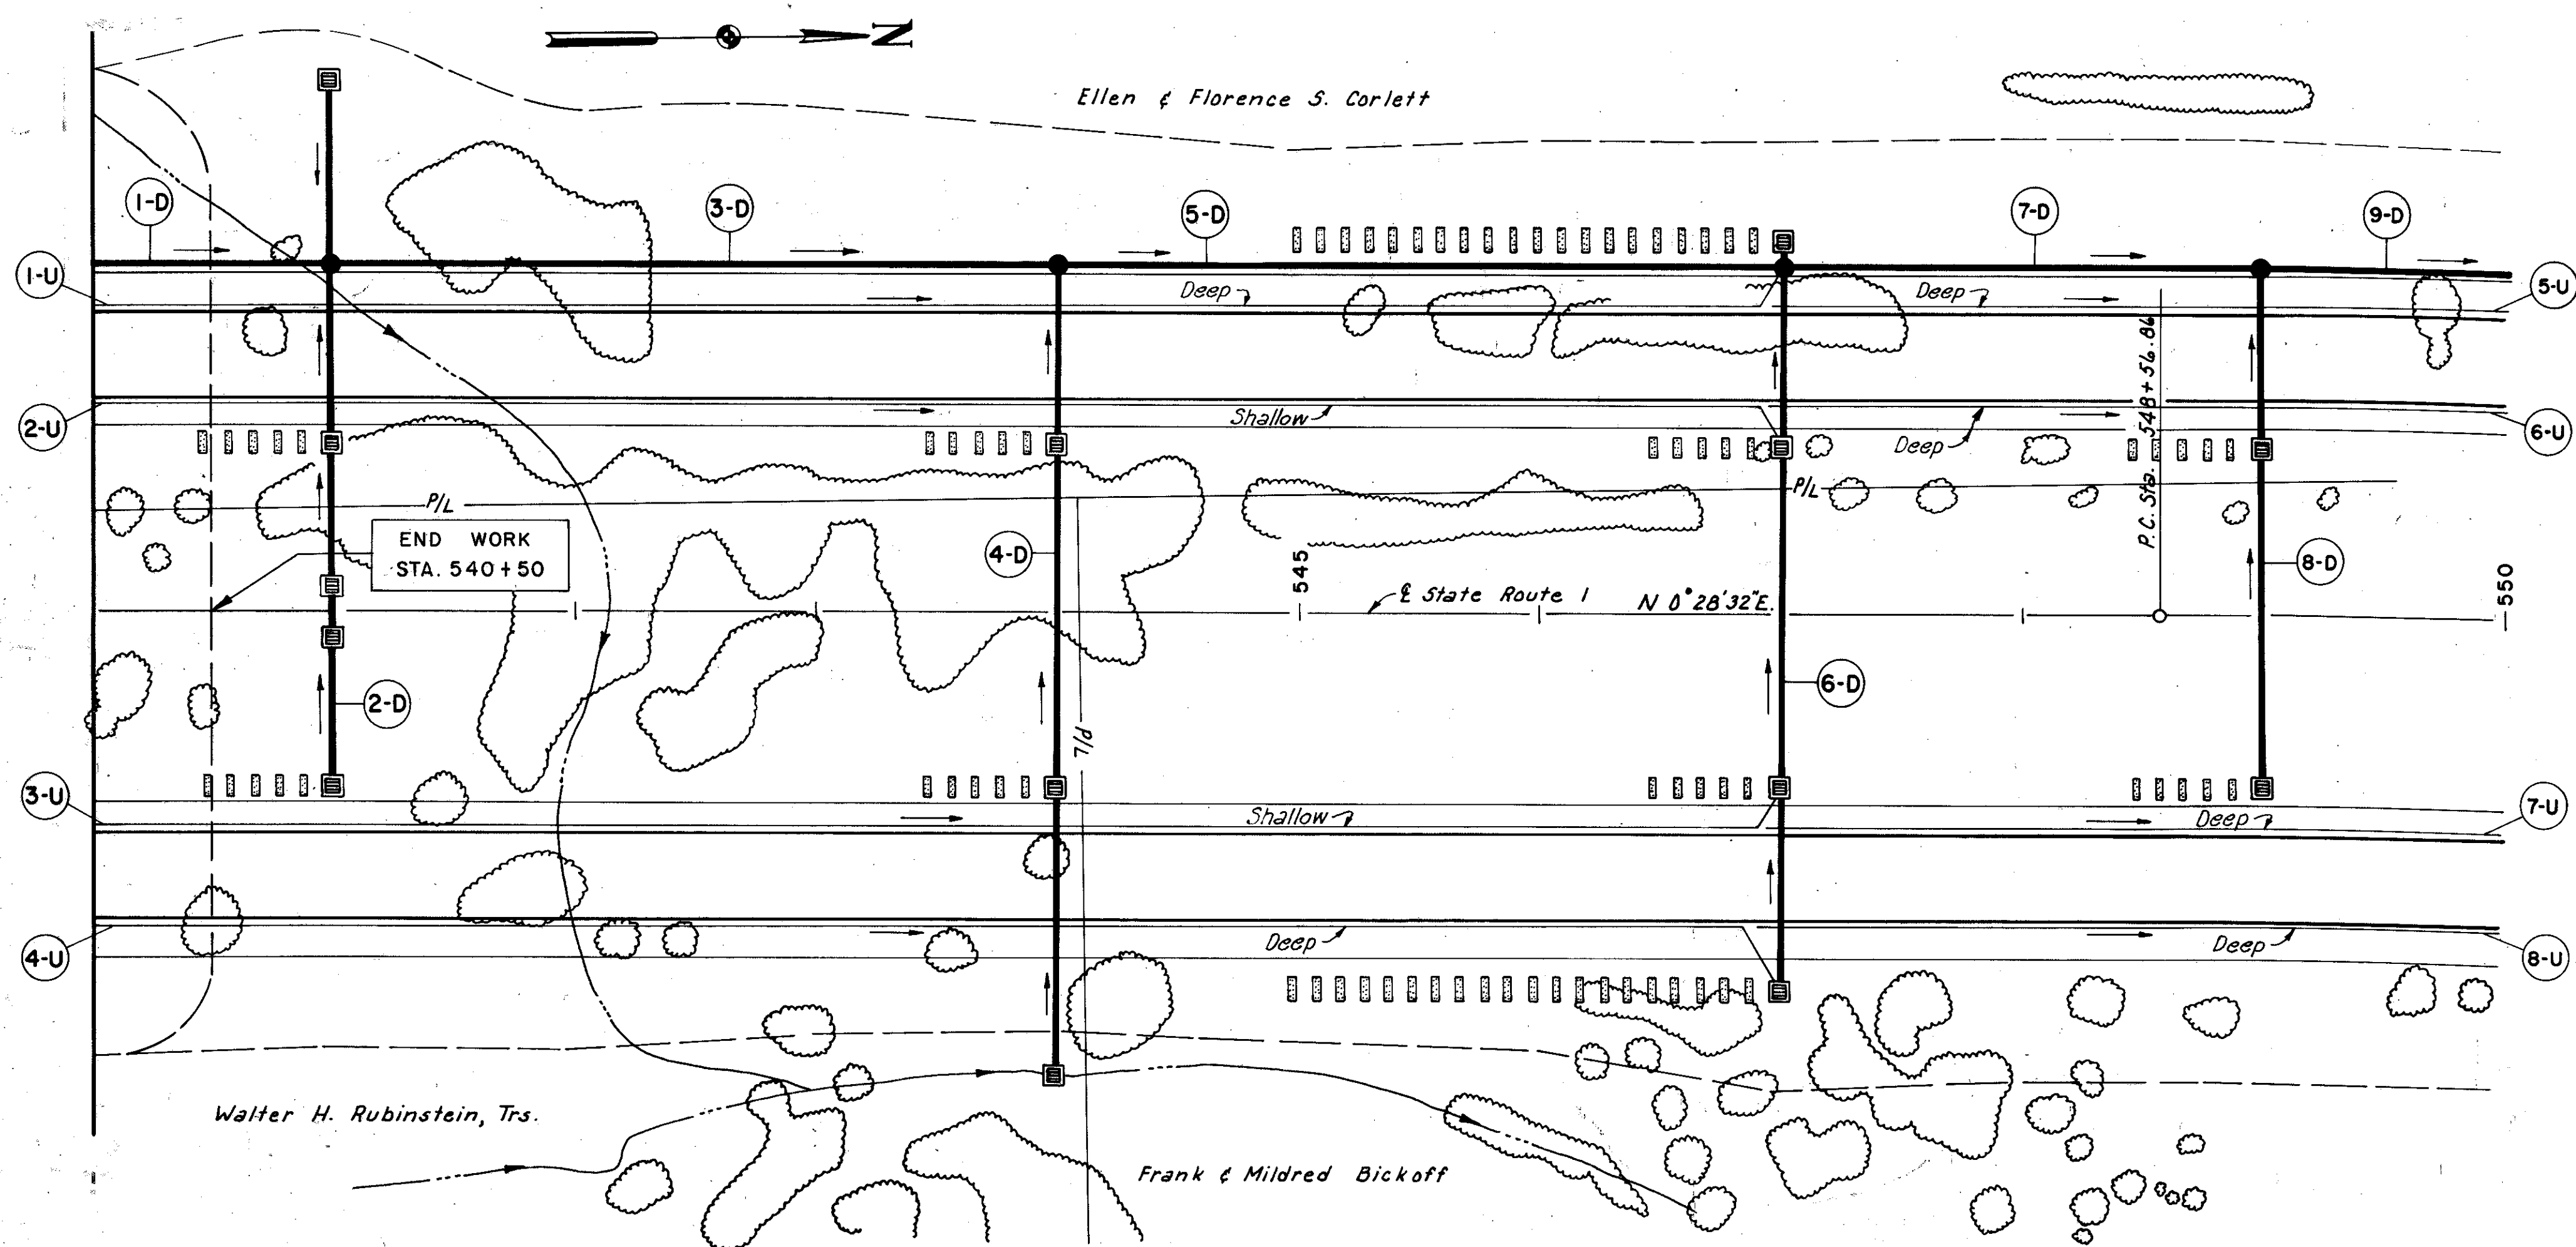 N
Ellen & Florence S. Corlett
1-D
3-D
5-D
7-D
9-D
1-U
Deep
Deep
5-U
2-U
Shallow
Deep
6-U
P.C. Sta. 548+56.86
P/L
P/L
END WORK
STA. 540+50
4-D
8-D
545
℄ State Route 1
N 0°28'32"E.
550
2-D
6-D
P/L
3-U
Shallow
Deep
7-U
4-U
Deep
Deep
8-U
Walter H. Rubinstein, Trs.
Frank & Mildred Bickoff